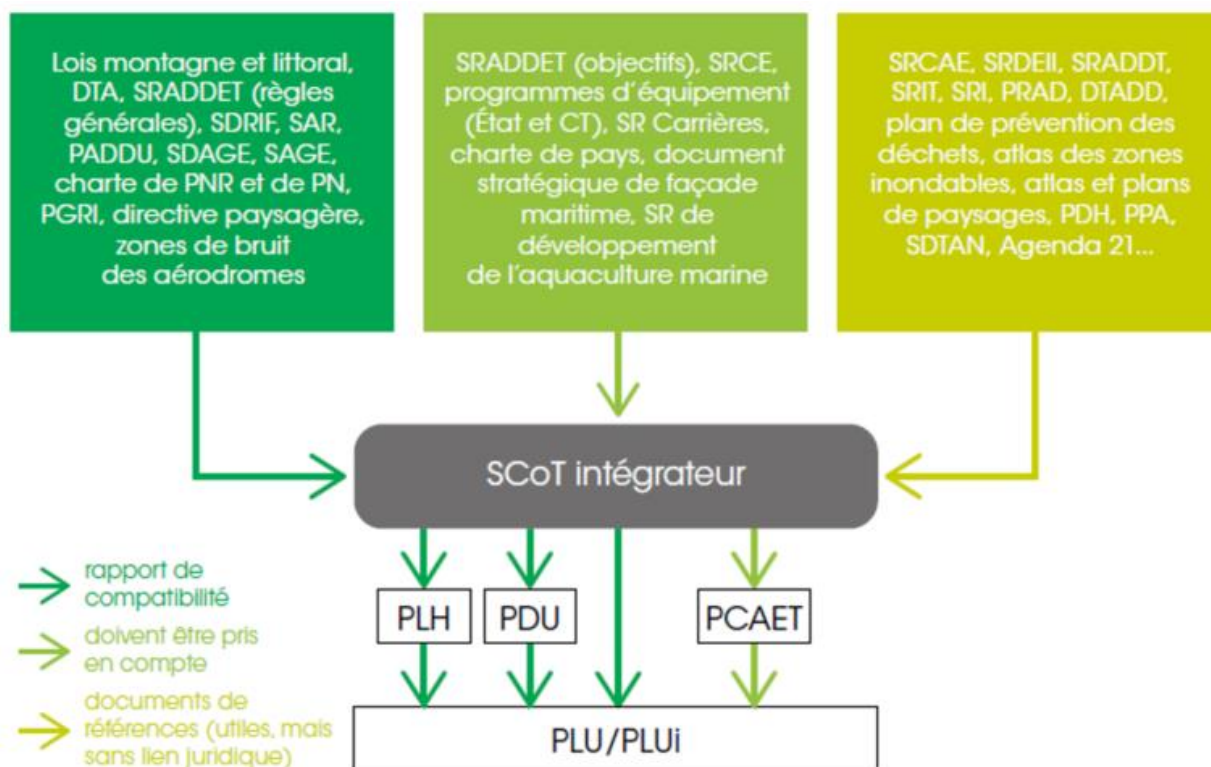 Lois montagne et littoral,
DTA, SRADDET (règles
générales), SDRIF, SAR,
PADDU, SDAGE, SAGE,
charte de PNR et de PN,
PGRI, directive paysagère,
zones de bruit
des aérodromes
SRADDET (objectifs), SRCE,
programmes d'équipement
(État et CT), SR Carrières,
charte de pays, document
stratégique de façade
maritime, SR de
développement
de l'aquaculture marine
SRCAE, SRDEII, SRADDT,
SRIT, SRI, PRAD, DTADD,
plan de prévention des
déchets, atlas des zones
inondables, atlas et plans
de paysages, PDH, PPA,
SDTAN, Agenda 21...
SCoT intégrateur
rapport de
compatibilité
doivent être pris
en compte
documents de
références (utiles, mais
sans lien juridique)
PLH
PDU
PCAET
PLU/PLUi